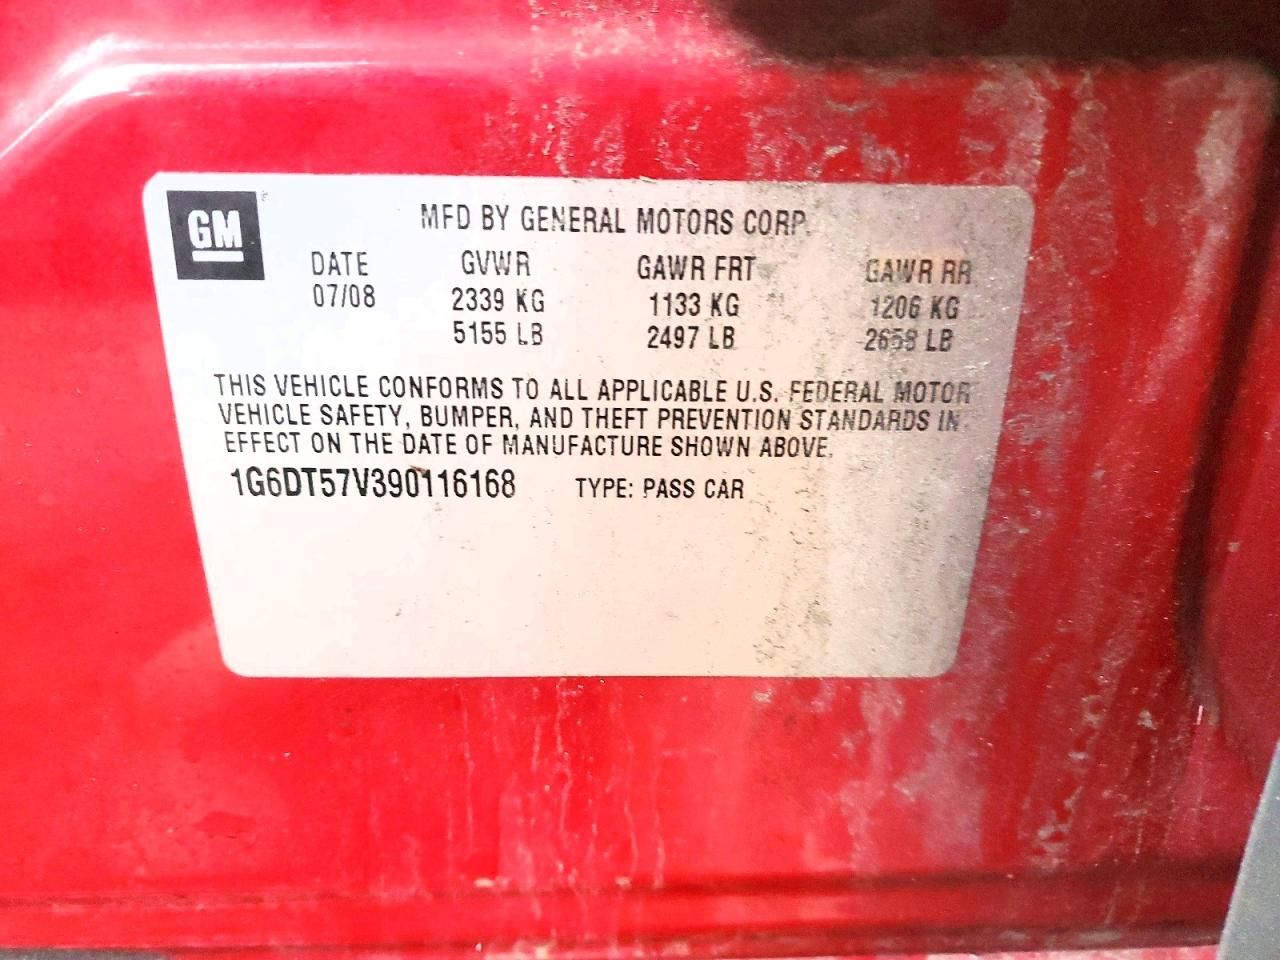 GM
MFD BY GENERAL MOTORS CORP.
DATE GVWR GAWR FRT GAWR RR
07/08 2339 KG 1133 KG 1206 KG
5155 LB 2497 LB 2658 LB
THIS VEHICLE CONFORMS TO ALL APPLICABLE U.S. FEDERAL MOTOR
VEHICLE SAFETY, BUMPER, AND THEFT PREVENTION STANDARDS IN
EFFECT ON THE DATE OF MANUFACTURE SHOWN ABOVE.
1G6DT57V390116168 TYPE: PASS CAR